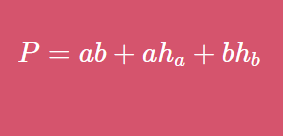 P = ab + ah_a + bh_b